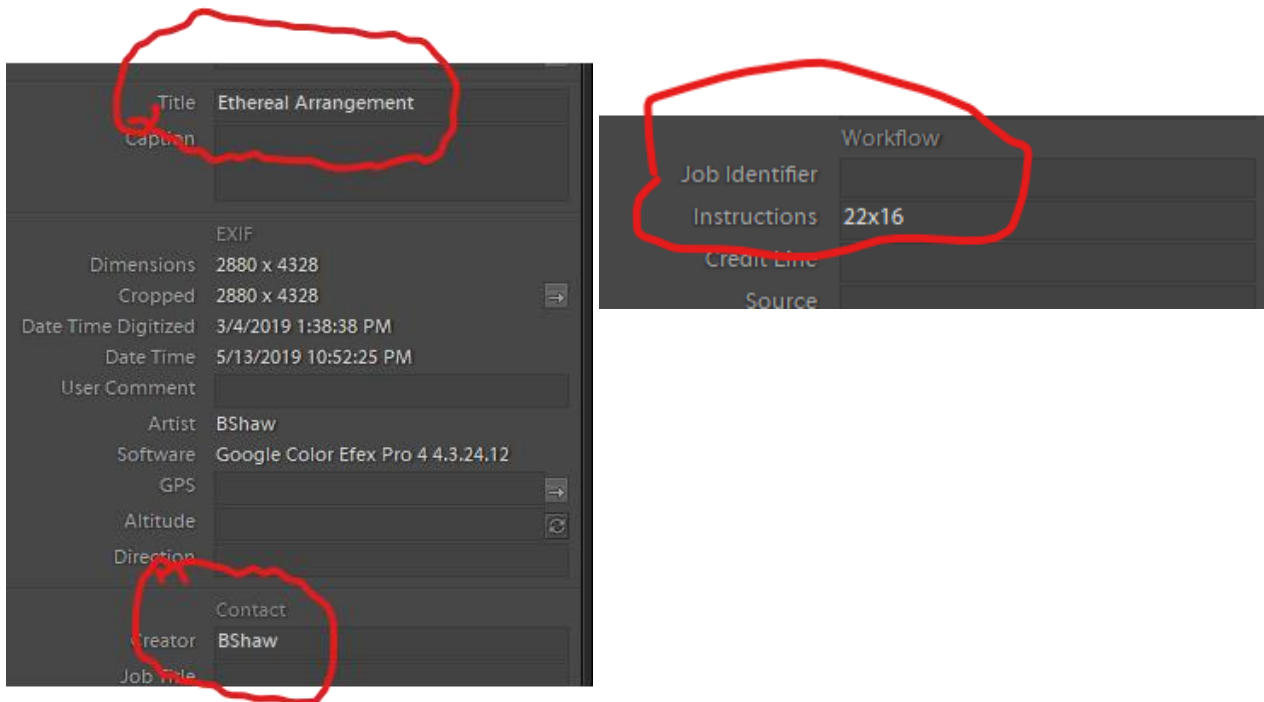 Title Ethereal Arrangement
Caption
EXIF
Dimensions 2880 x 4328
Cropped 2880 x 4328
Date Time Digitized 3/4/2019 1:38:38 PM
Date Time 5/13/2019 10:52:25 PM
User Comment
Artist BShaw
Software Google Color Efex Pro 4 4.3.24.12
GPS
Altitude
Direction
Contact
Creator BShaw
Job Title
Workflow
Job Identifier
Instructions 22x16
Credit Line
Source